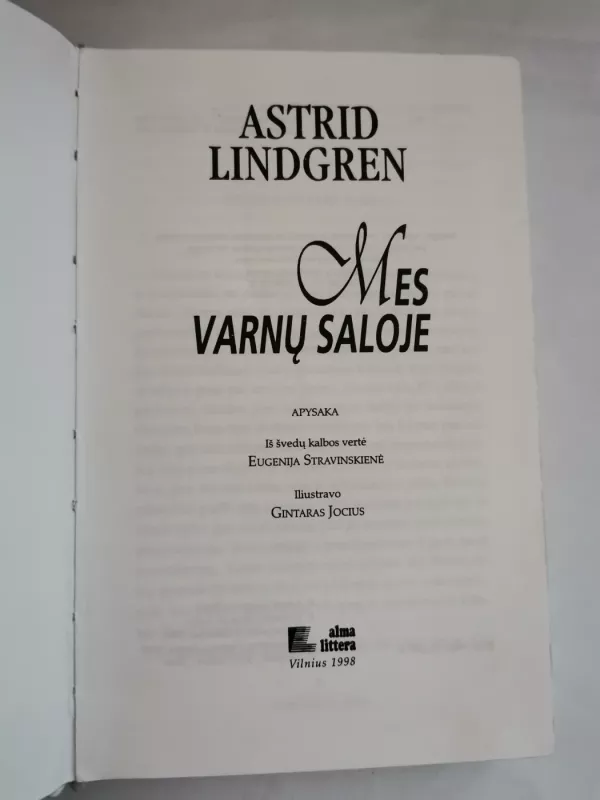 ASTRID
LINDGREN
MES
VARNŲ SALOJE
APYSAKA
Iš švedų kalbos vertė
EUGENIJA STRAVINSKIENĖ
Iliustravo
GINTARAS JOCIUS
alma
littera
Vilnius 1998